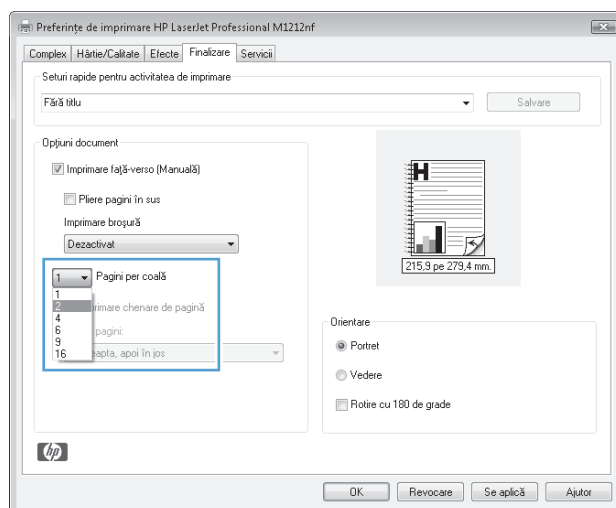 Preferințe de imprimare HP LaserJet Professional M1212nf
Complex Hârtie/Calitate Efecte Finalizare Servicii
Seturi rapide pentru activitatea de imprimare
Fără titlu
Salvare
Opțiuni document
Imprimare față-verso (Manuală)
Pliere pagini în sus
Imprimare broșură
Dezactivat
1 Pagini per coală
1
2
4
6
9
16
chenare de pagină
pagini:
apoi în jos
H
215,9 pe 279,4 mm.
Orientare
Portret
Vedere
Rotire cu 180 de grade
hp
OK Revocare Se aplică Ajutor